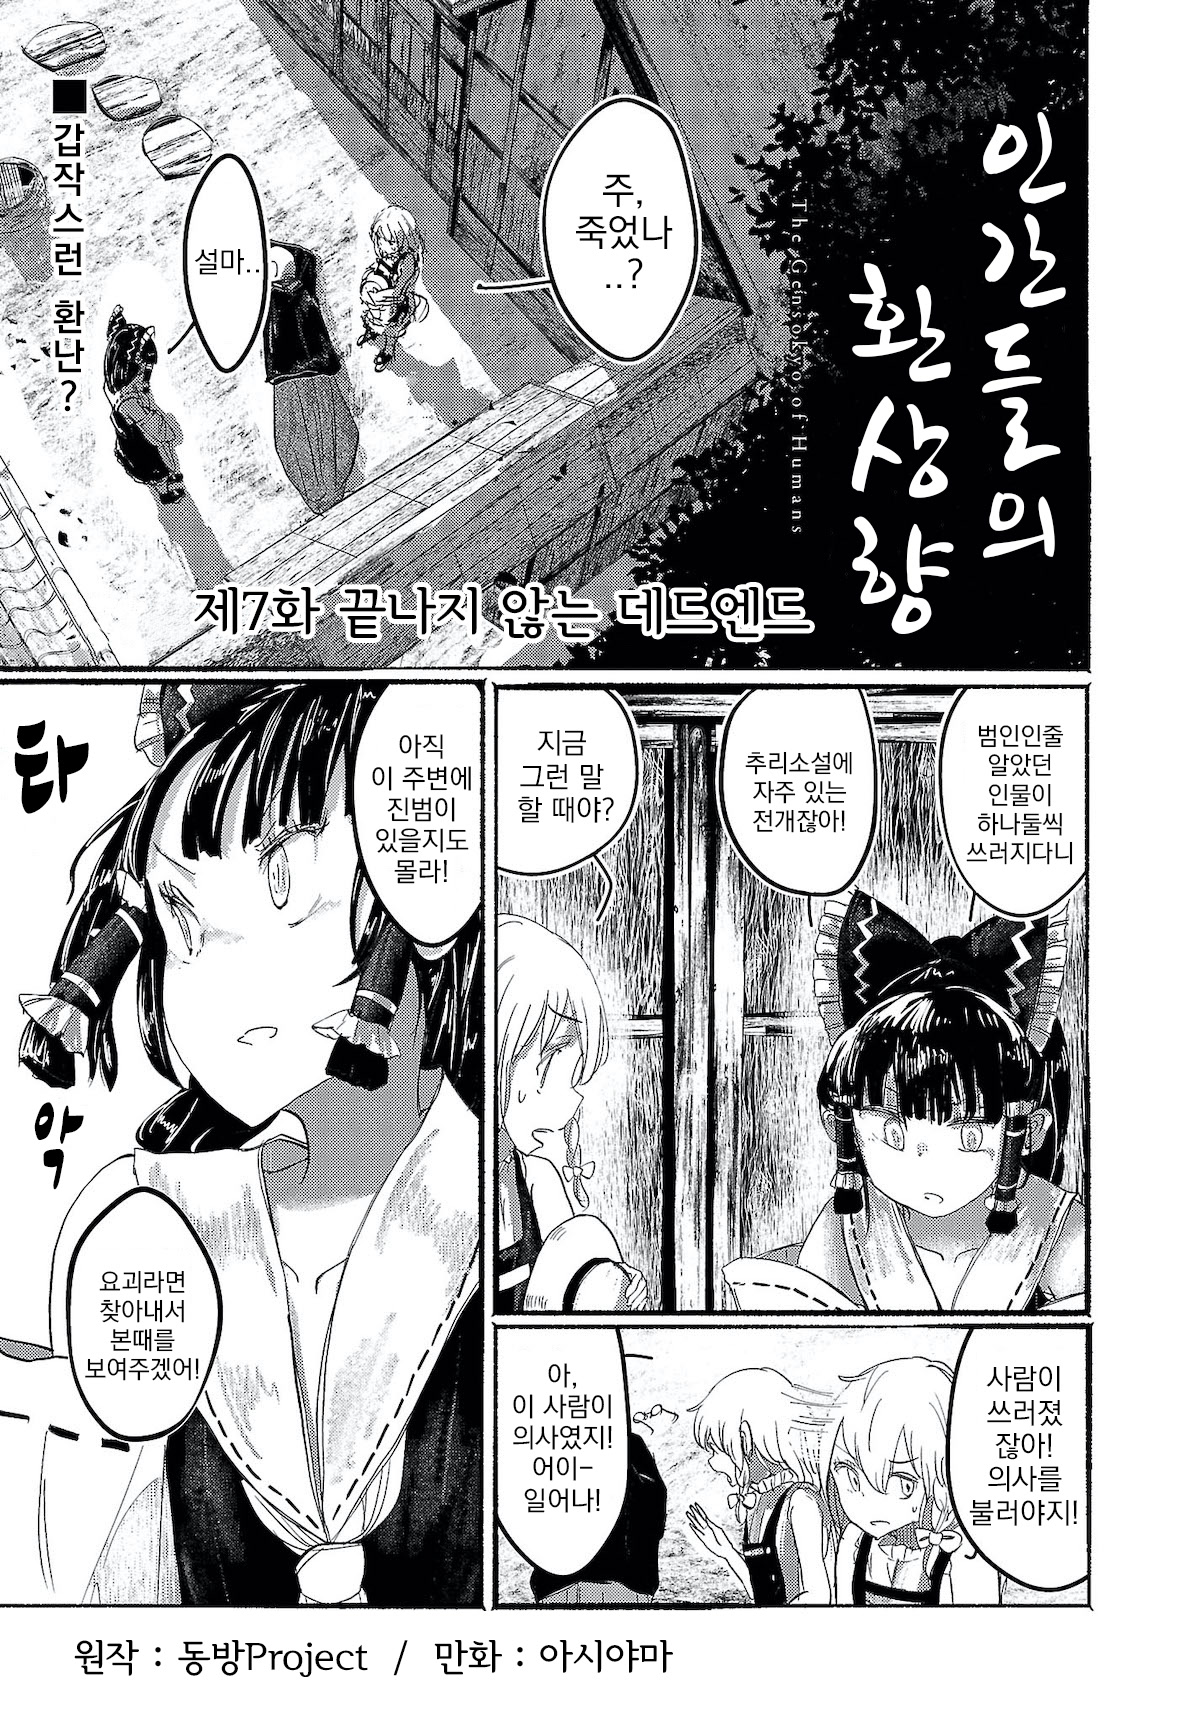 인간들의
환상향
The Gensokyo of Humans
주,
죽었나
..?
설마..
■갑작스런 환난?
제7화 끝나지 않는 데드엔드
범인인줄
알았던
인물이
하나둘씩
쓰러지다니
추리소설에
자주 있는
전개잖아!
지금
그런 말
할 때야?
아직
이 주변에
진범이
있을지도
몰라!
타
악
요괴라면
찾아내서
본때를
보여주겠어!
사람이
쓰러졌
잖아!
의사를
불러야지!
아,
이 사람이
의사였지!
어이-
일어나!
원작 : 동방Project / 만화 : 아시야마